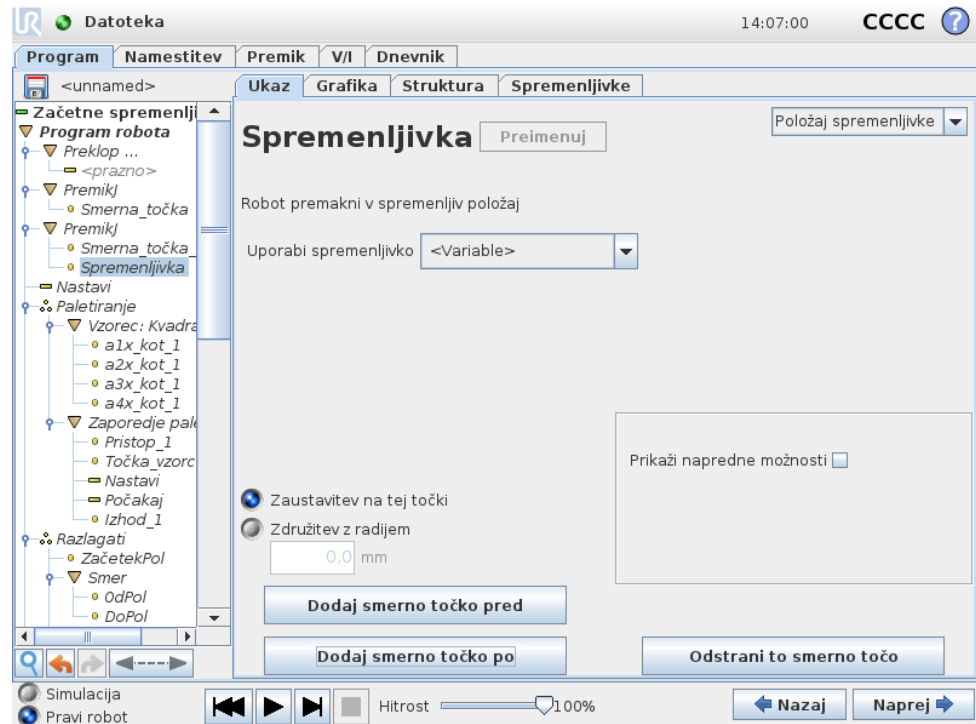 UR Datoteka 14:07:00 CCCC ?
Program Namestitev Premik V/I Dnevnik
<unnamed>
Ukaz Grafika Struktura Spremenljivke
Začetne spremenlji
Program robota
Preklop ...
<prazno>
PremikJ
Smerna_točka
PremikJ
Smerna_točka_
Spremenljivka
Nastavi
Paletiranje
Vzorec: Kvadra
a1x_kot_1
a2x_kot_1
a3x_kot_1
a4x_kot_1
Zaporedje pale
Pristop_1
Točka_vzorc
Nastavi
Počakaj
Izhod_1
Razlagati
ZačetekPol
Smer
OdPol
DoPol
Spremenljivka Preimenuj
Položaj spremenljivke
Robot premakni v spremenljiv položaj
Uporabi spremenljivko <Variable>
Prikaži napredne možnosti
Zaustavitev na tej točki
Združitev z radijem
0,0 mm
Dodaj smerno točko pred
Dodaj smerno točko po
Odstrani to smerno točo
Simulacija
Pravi robot
Hitrost 100%
Nazaj Naprej